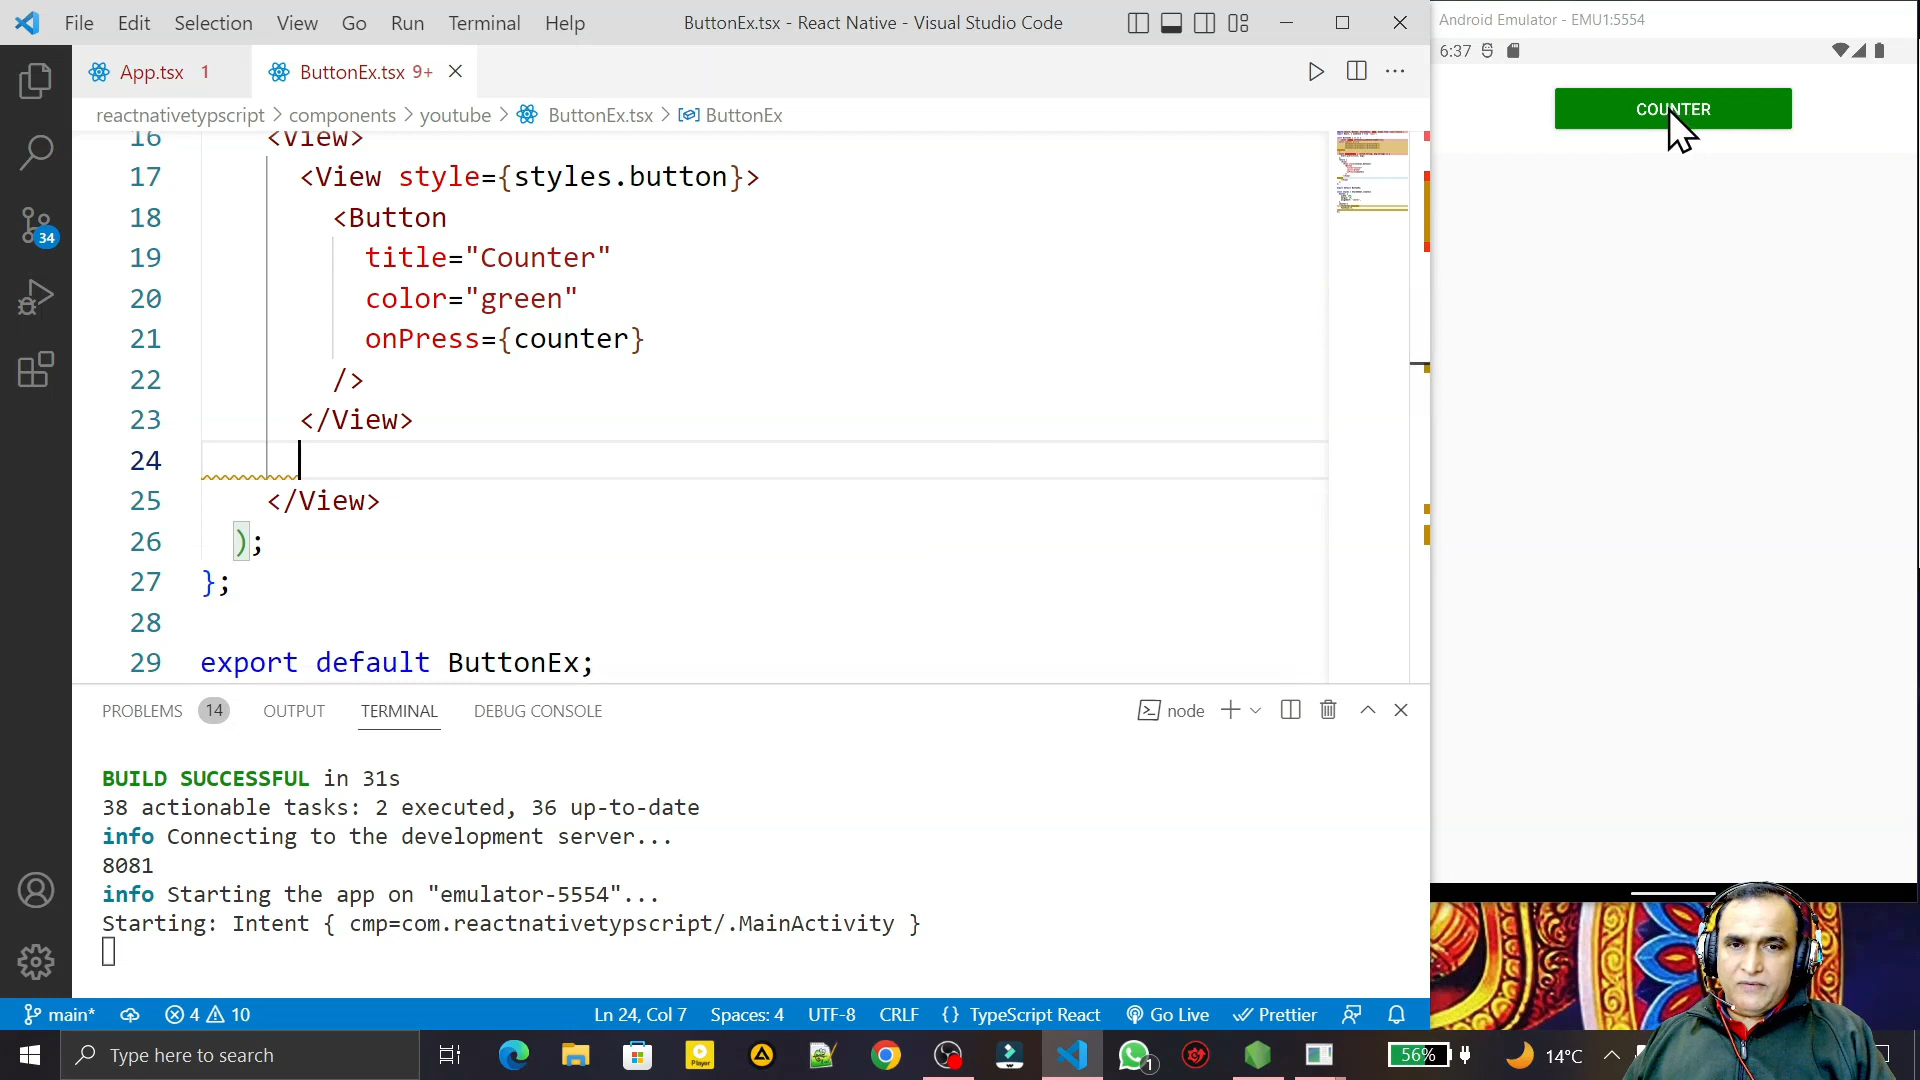 File Edit Selection View Go Run Terminal Help
ButtonEx.tsx - React Native - Visual Studio Code
Android Emulator - EMU1:5554
6:37
App.tsx 1
ButtonEx.tsx 9+
reactnativetypscript > components > youtube > ButtonEx.tsx > ButtonEx
COUNTER
16 <View>
17 <View style={styles.button}>
18 <Button
19 title="Counter"
20 color="green"
21 onPress={counter}
22 />
23 </View>
24
25 </View>
26 );
27 };
28
29 export default ButtonEx;
34
PROBLEMS 14 OUTPUT TERMINAL DEBUG CONSOLE
node
BUILD SUCCESSFUL in 31s
38 actionable tasks: 2 executed, 36 up-to-date
info Connecting to the development server...
8081
info Starting the app on "emulator-5554"...
Starting: Intent { cmp=com.reactnativetypscript/.MainActivity }
main* 4 10 Ln 24, Col 7 Spaces: 4 UTF-8 CRLF {} TypeScript React Go Live Prettier
Type here to search
Player
1
56%
14°C